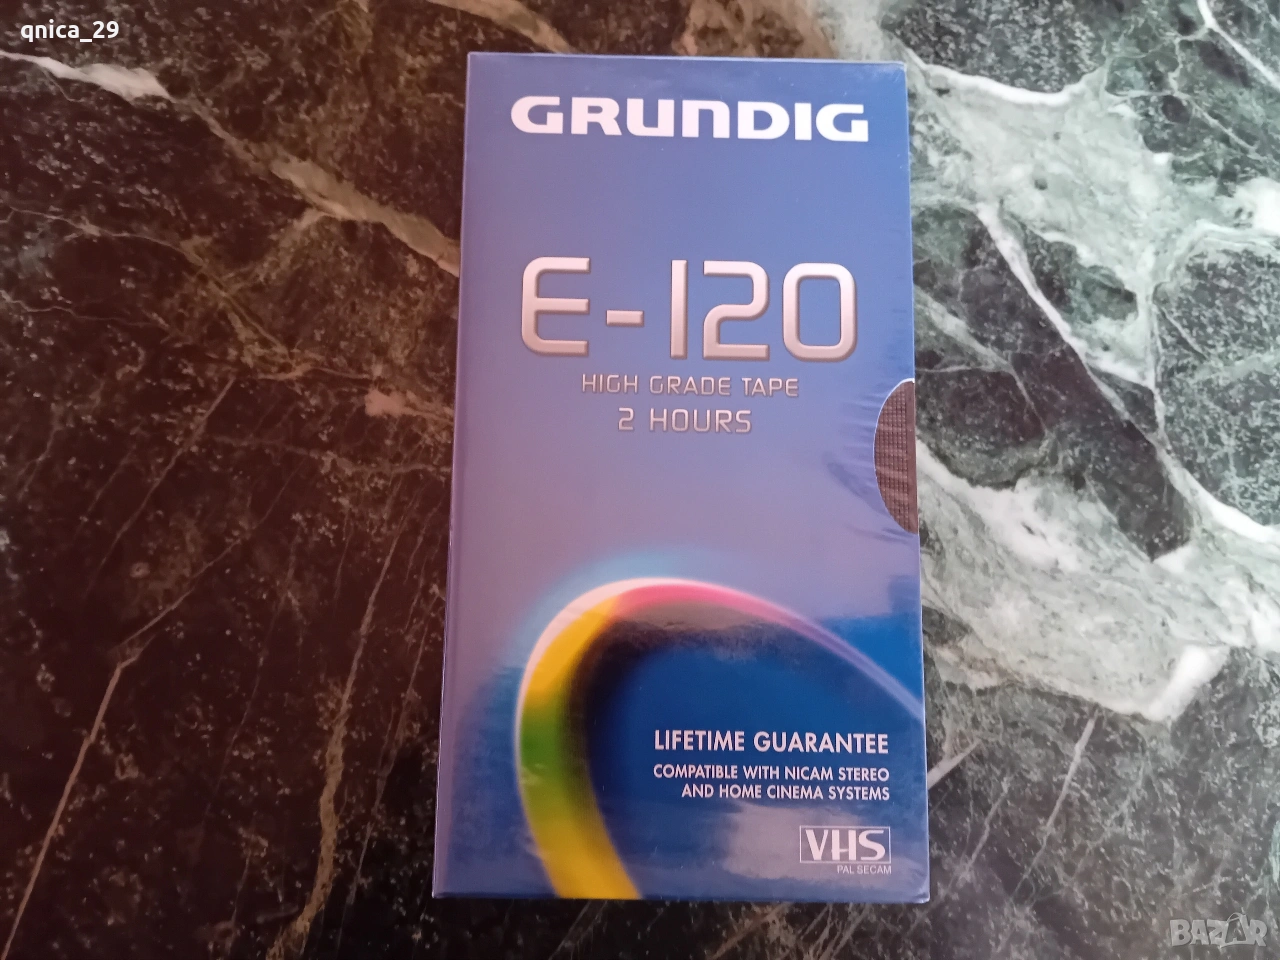 qnica_29
GRUNDIG
E-120
HIGH GRADE TAPE
2 HOURS
LIFETIME GUARANTEE
COMPATIBLE WITH NICAM STEREO
AND HOME CINEMA SYSTEMS
VHS
PAL SECAM
BAZAR